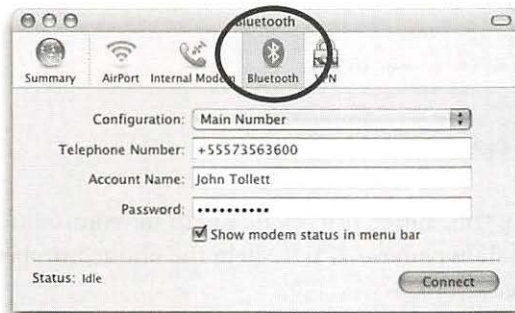 Bluetooth
Summary AirPort Internal Modem Bluetooth VPN
Configuration: Main Number
Telephone Number: +55573563600
Account Name: John Tollett
Password: ••••••••••
Show modem status in menu bar
Status: Idle Connect